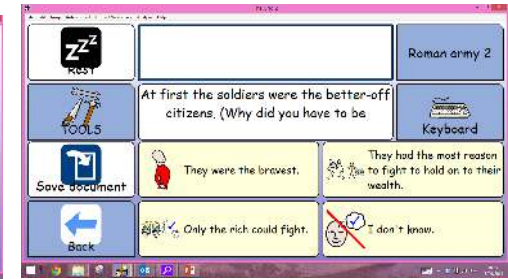 REST
Roman army 2
TOOLS
At first the soldiers were the better-off
citizens, (Why did you have to be
Keyboard
Save document
They were the bravest.
They had the most reason
to fight to hold on to their
wealth.
Back
Only the rich could fight.
I don't know.